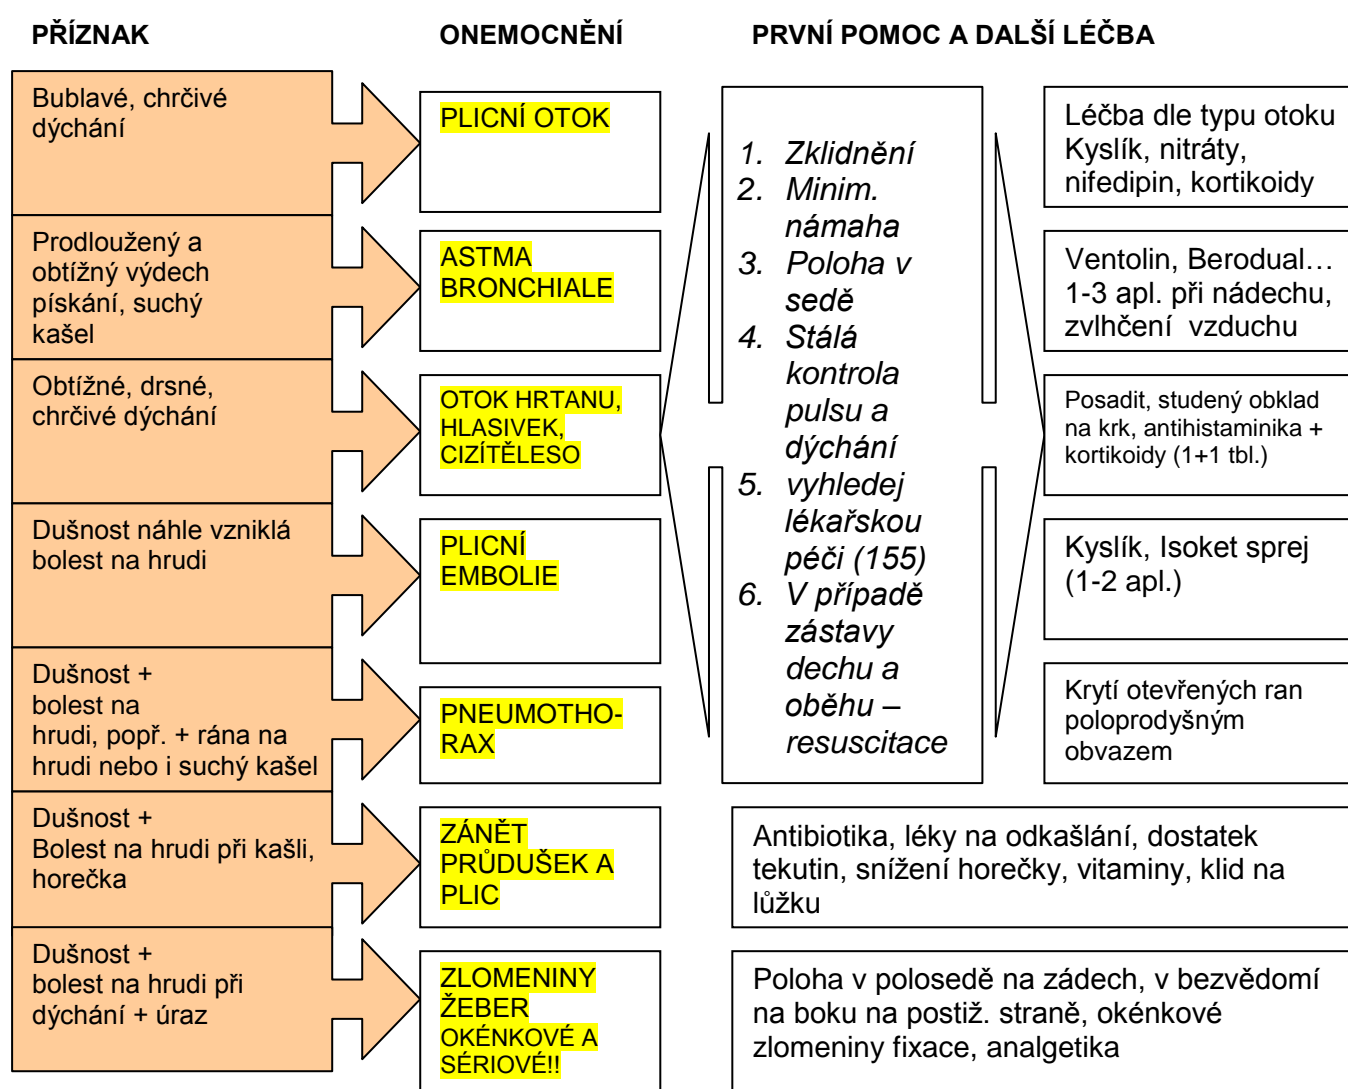 PŘÍZNAK
ONEMOCNĚNÍ
PRVNÍ POMOC A DALŠÍ LÉČBA
Bublavé, chrčivé
dýchání
Prodloužený a
obtížný výdech
pískání, suchý
kašel
Obtížné, drsné,
chrčivé dýchání
Dušnost náhle vzniklá
bolest na hrudi
Dušnost +
bolest na
hrudi, popř. + rána na
hrudi nebo i suchý kašel
Dušnost +
Bolest na hrudi při kašli,
horečka
Dušnost +
bolest na hrudi při
dýchání + úraz
PLICNÍ OTOK
ASTMA
BRONCHIALE
OTOK HRTANU,
HLASIVEK,
CIZÍTĚLESO
PLICNÍ
EMBOLIE
PNEUMOTHO-
RAX
ZÁNĚT
PRŮDUŠEK A
PLIC
ZLOMENINY
ŽEBER
OKÉNKOVÉ A
SÉRIOVÉ!!
1. Zklidnění
2. Minim.
námaha
3. Poloha v
sedě
4. Stálá
kontrola
pulsu a
dýchání
5. vyhledej
lékařskou
péči (155)
6. V případě
zástavy
dechu a
oběhu –
resuscitace
Léčba dle typu otoku
Kyslík, nitráty,
nifedipin, kortikoidy
Ventolin, Berodual…
1-3 apl. při nádechu,
zvlhčení vzduchu
Posadit, studený obklad
na krk, antihistaminika +
kortikoidy (1+1 tbl.)
Kyslík, Isoket sprej
(1-2 apl.)
Krytí otevřených ran
poloprodyšným
obvazem
Antibiotika, léky na odkašlání, dostatek
tekutin, snížení horečky, vitaminy, klid na
lůžku
Poloha v polosedě na zádech, v bezvědomí
na boku na postiž. straně, okénkové
zlomeniny fixace, analgetika